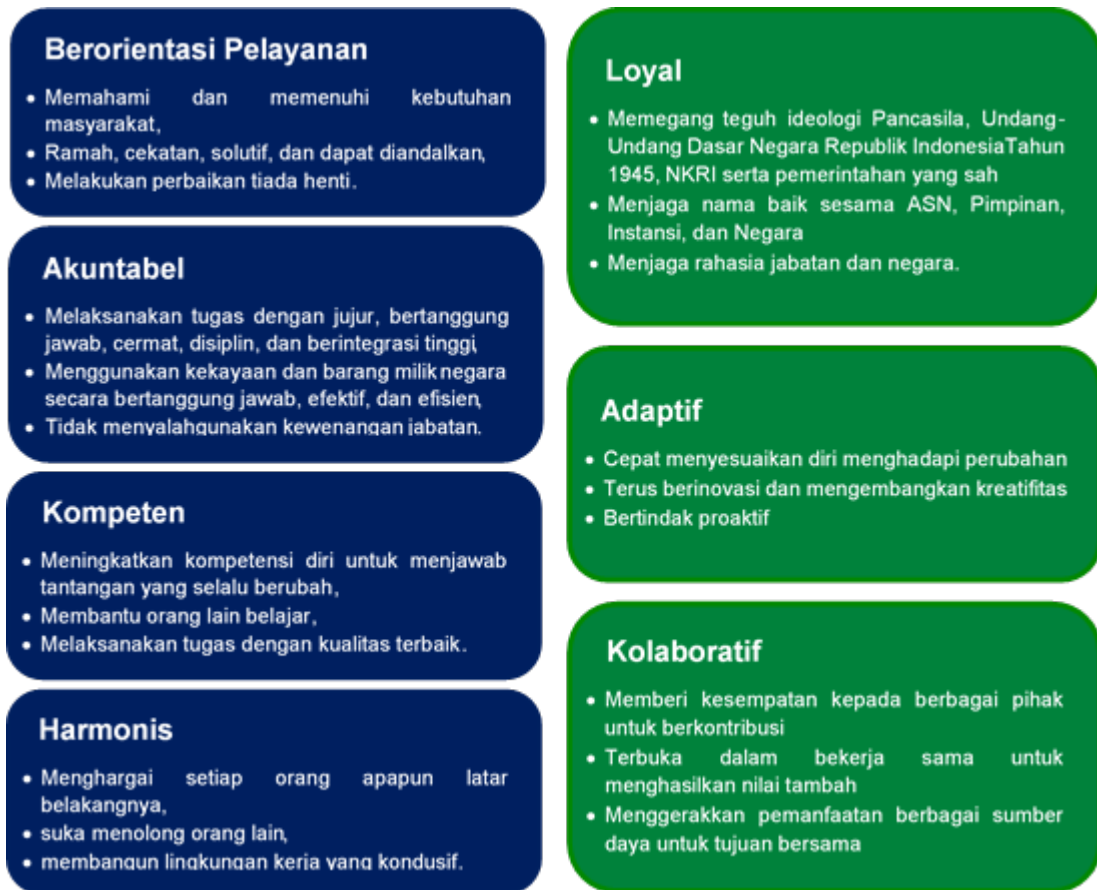 Berorientasi Pelayanan
• Memahami dan memenuhi kebutuhan
masyarakat,
• Ramah, cekatan, solutif, dan dapat diandalkan,
• Melakukan perbaikan tiada henti.
Akuntabel
• Melaksanakan tugas dengan jujur, bertanggung
jawab, cermat, disiplin, dan berintegrasi tinggi,
• Menggunakan kekayaan dan barang milik negara
secara bertanggung jawab, efektif, dan efisien,
• Tidak menyalahgunakan kewenangan jabatan.
Kompeten
• Meningkatkan kompetensi diri untuk menjawab
tantangan yang selalu berubah,
• Membantu orang lain belajar,
• Melaksanakan tugas dengan kualitas terbaik.
Harmonis
• Menghargai setiap orang apapun latar
belakangnya,
• suka menolong orang lain,
• membangun lingkungan kerja yang kondusif.
Loyal
• Memegang teguh ideologi Pancasila, Undang-
Undang Dasar Negara Republik IndonesiaTahun
1945, NKRI serta pemerintahan yang sah
• Menjaga nama baik sesama ASN, Pimpinan,
Instansi, dan Negara
• Menjaga rahasia jabatan dan negara.
Adaptif
• Cepat menyesuaikan diri menghadapi perubahan
• Terus berinovasi dan mengembangkan kreatifitas
• Bertindak proaktif
Kolaboratif
• Memberi kesempatan kepada berbagai pihak
untuk berkontribusi
• Terbuka dalam bekerja sama untuk
menghasilkan nilai tambah
• Menggerakkan pemanfaatan berbagai sumber
daya untuk tujuan bersama